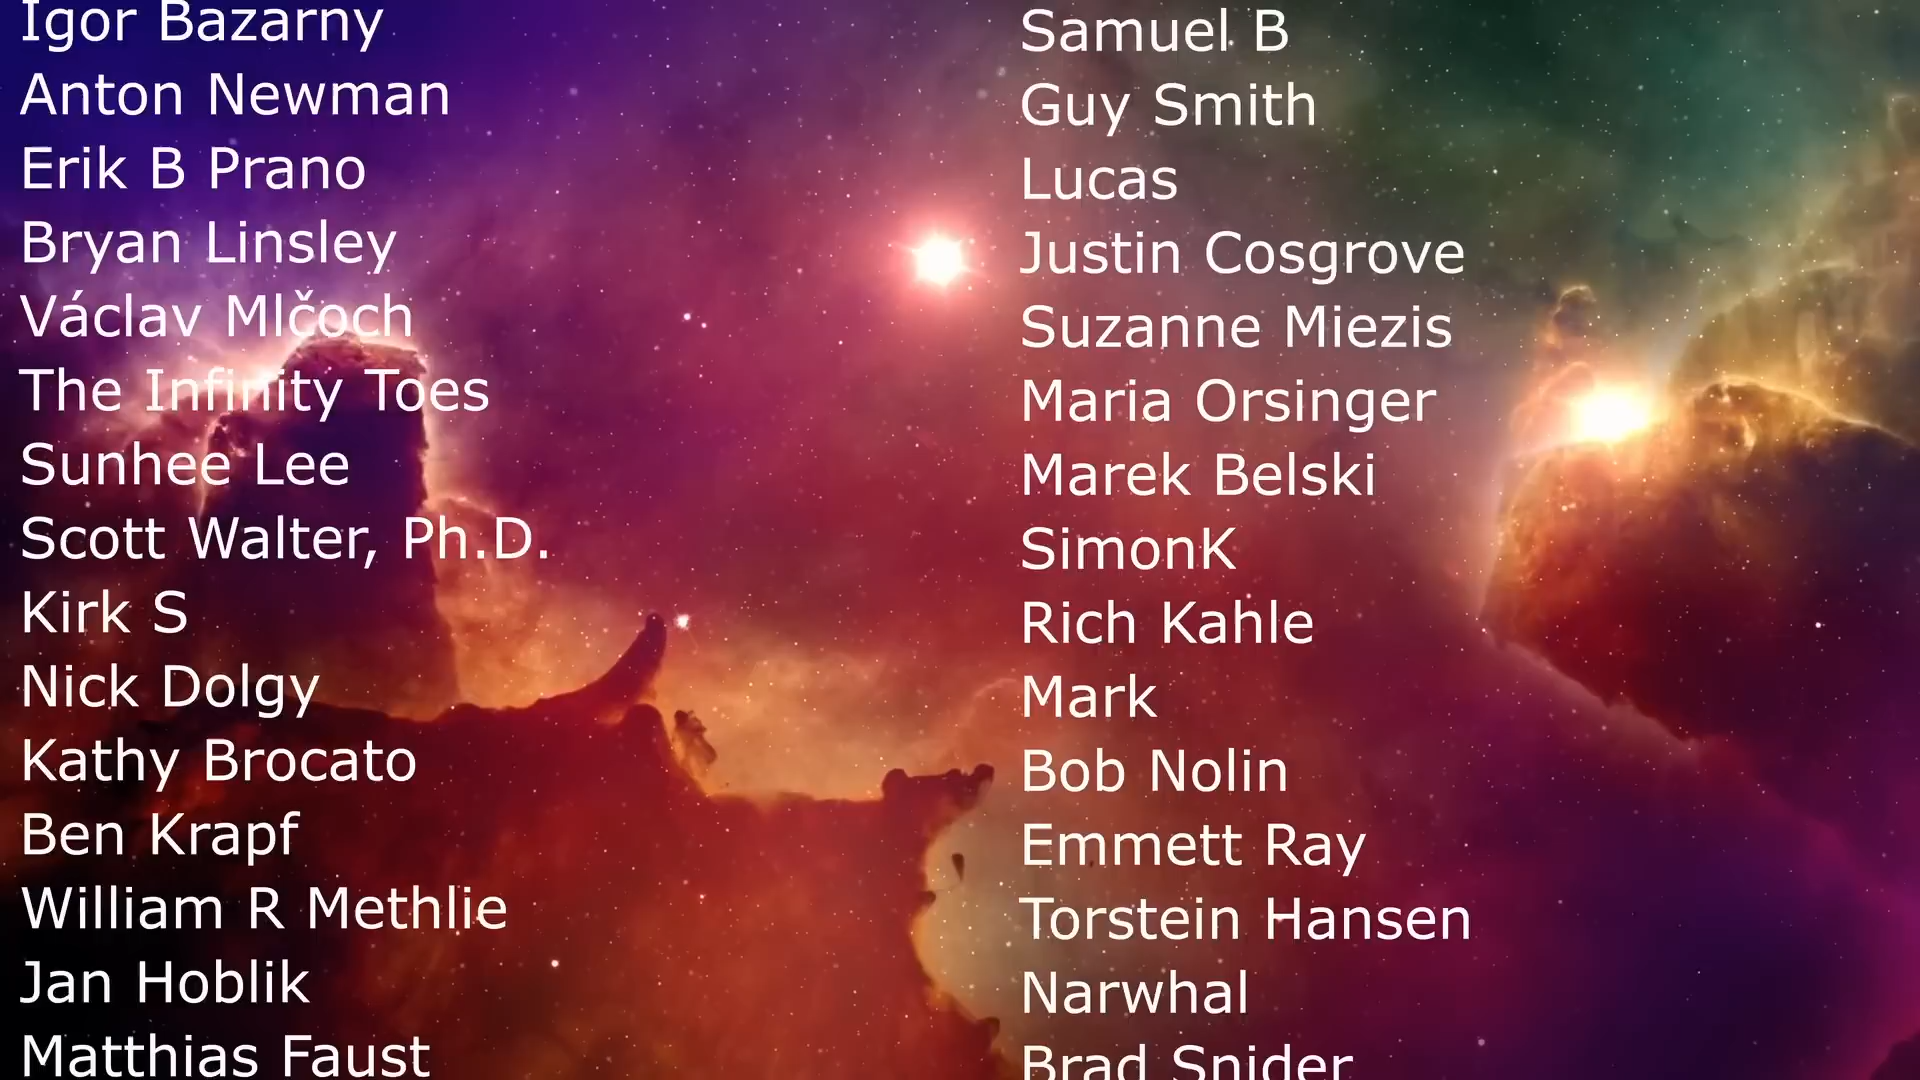 Igor Bazarny
Anton Newman
Erik B Prano
Bryan Linsley
Václav Mlčoch
The Infinity Toes
Sunhee Lee
Scott Walter, Ph.D.
Kirk S
Nick Dolgy
Kathy Brocato
Ben Krapf
William R Methlie
Jan Hoblik
Matthias Faust
Samuel B
Guy Smith
Lucas
Justin Cosgrove
Suzanne Miezis
Maria Orsinger
Marek Belski
SimonK
Rich Kahle
Mark
Bob Nolin
Emmett Ray
Torstein Hansen
Narwhal
Brad Snider